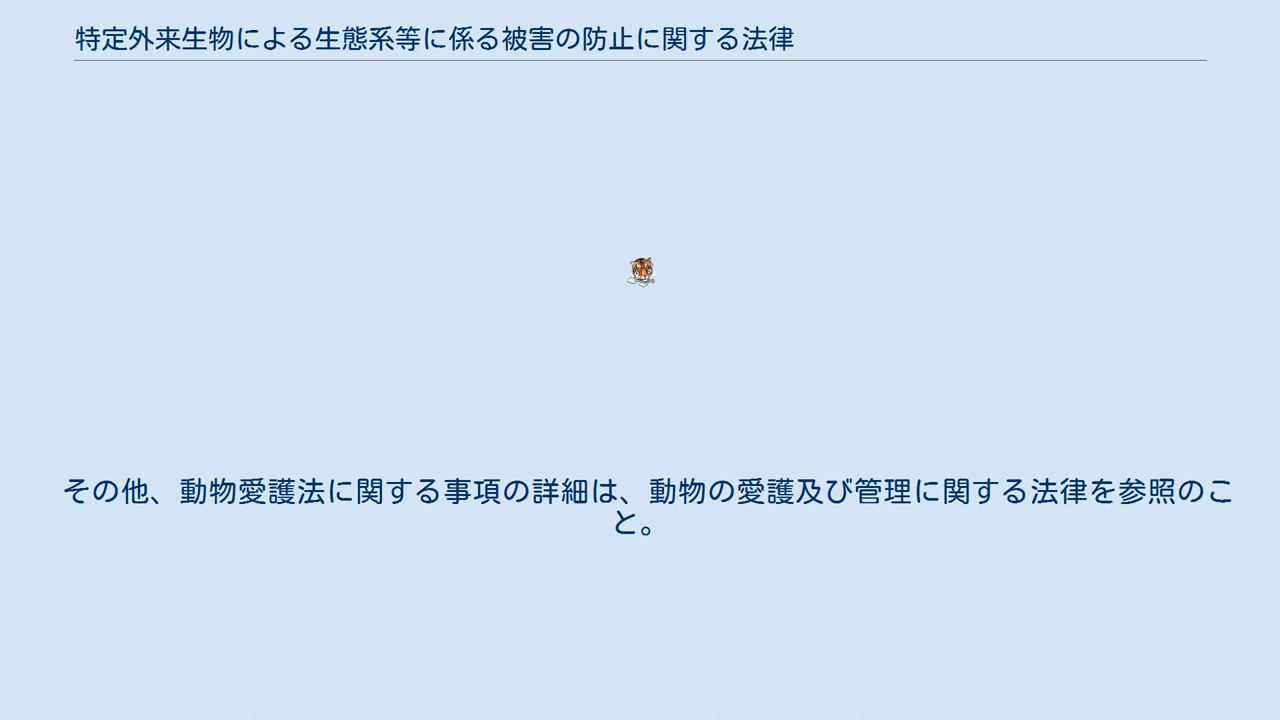 特定外来生物による生態系等に係る被害の防止に関する法律
その他、動物愛護法に関する事項の詳細は、動物の愛護及び管理に関する法律を参照のこ
と。